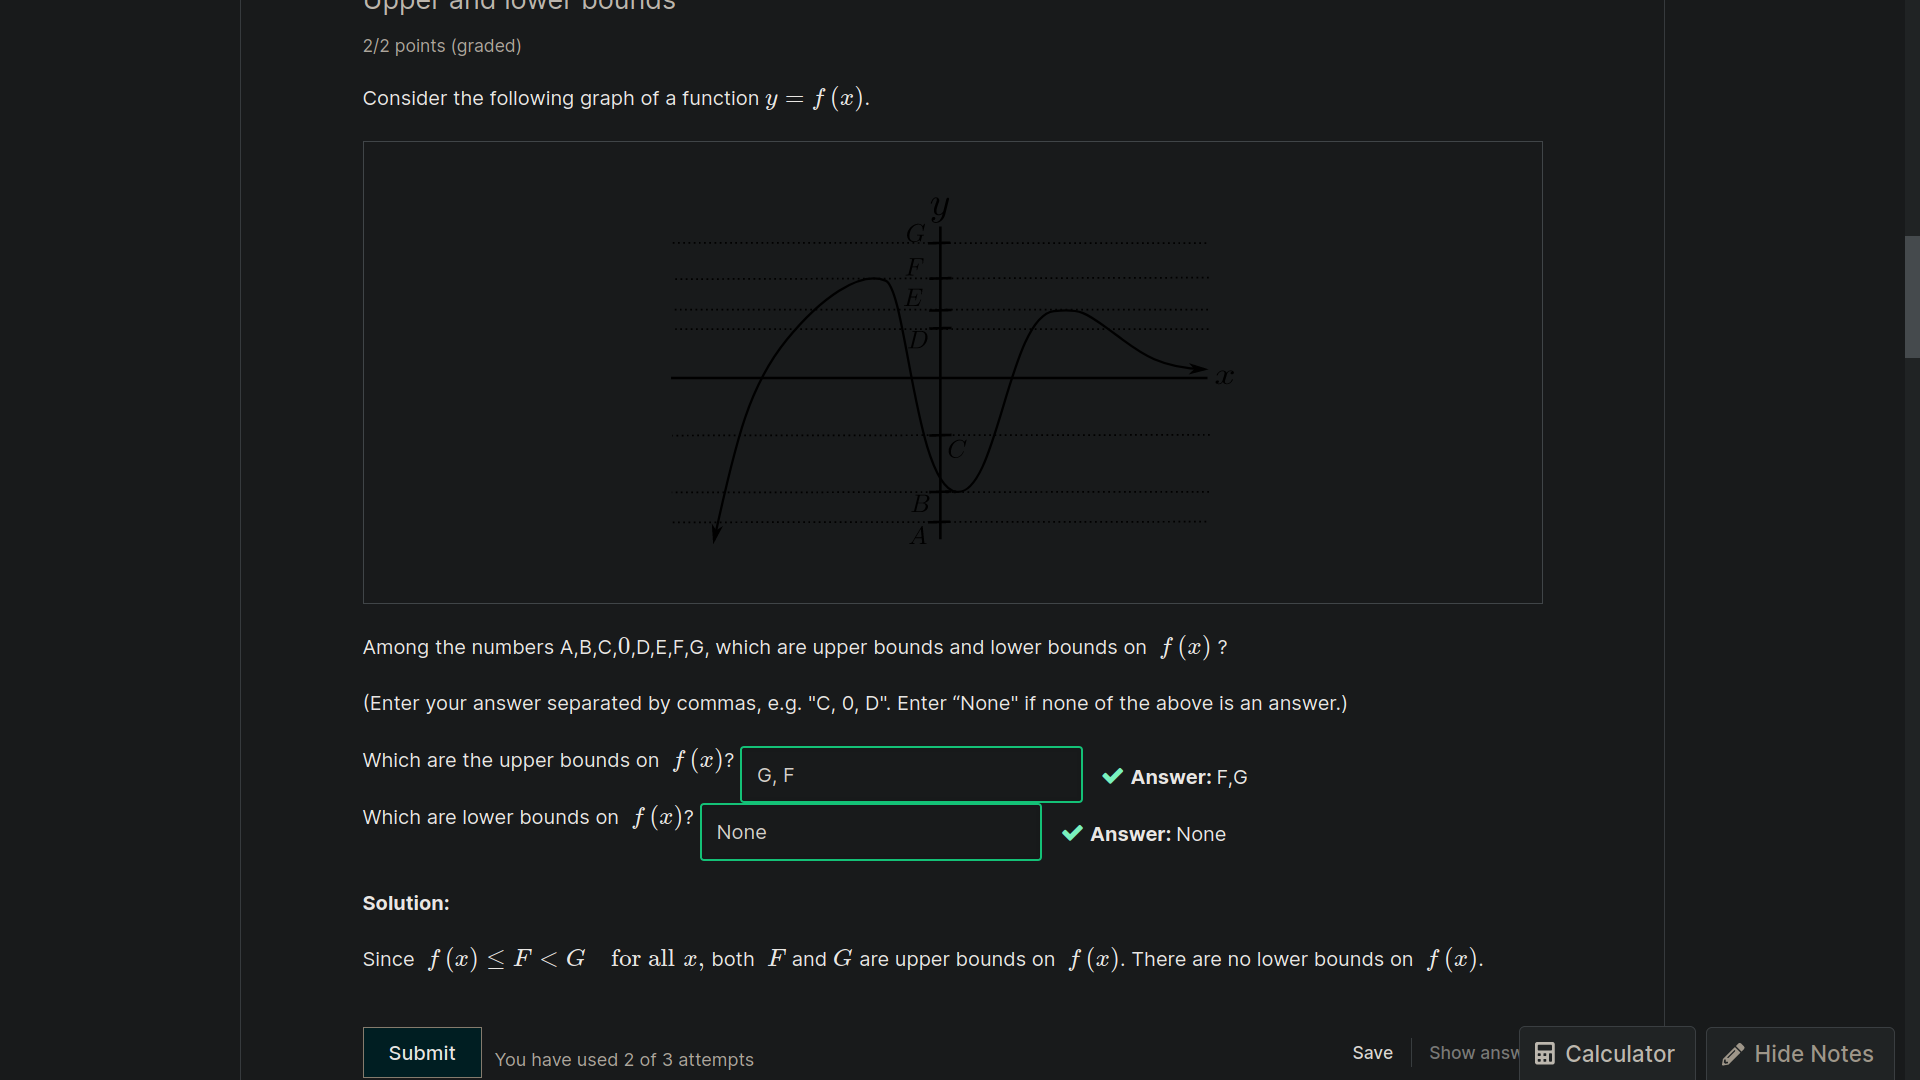 Upper and lower bounds
2/2 points (graded)
Consider the following graph of a function y = f (x).
y
G
F
E
D
x
C
B
A
Among the numbers A,B,C,0,D,E,F,G, which are upper bounds and lower bounds on f (x) ?
(Enter your answer separated by commas, e.g. "C, 0, D". Enter “None" if none of the above is an answer.)
Which are the upper bounds on f (x)? G, F Answer: F,G
Which are lower bounds on f (x)? None Answer: None
Solution:
Since f (x) ≤ F < G for all x, both F and G are upper bounds on f (x). There are no lower bounds on f (x).
Submit You have used 2 of 3 attempts Save Show answ Calculator Hide Notes